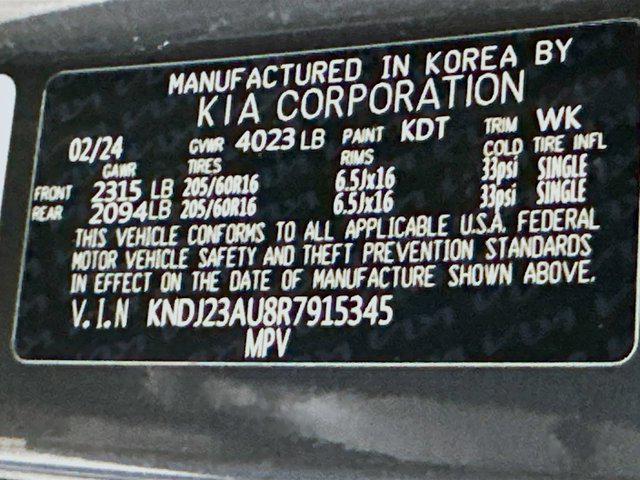 MANUFACTURED IN KOREA BY
KIA CORPORATION
02/24 GVWR 4023 LB PAINT KDT TRIM WK
GAWR TIRES RIMS COLD TIRE INFL
FRONT 2315 LB 205/60R16 6.5Jx16 33psi SINGLE
REAR 2094 LB 205/60R16 6.5Jx16 33psi SINGLE
THIS VEHICLE CONFORMS TO ALL APPLICABLE U.S.A. FEDERAL
MOTOR VEHICLE SAFETY AND THEFT PREVENTION STANDARDS
IN EFFECT ON THE DATE OF MANUFACTURE SHOWN ABOVE.
V.I.N KNDJ23AU8R7915345
MPV